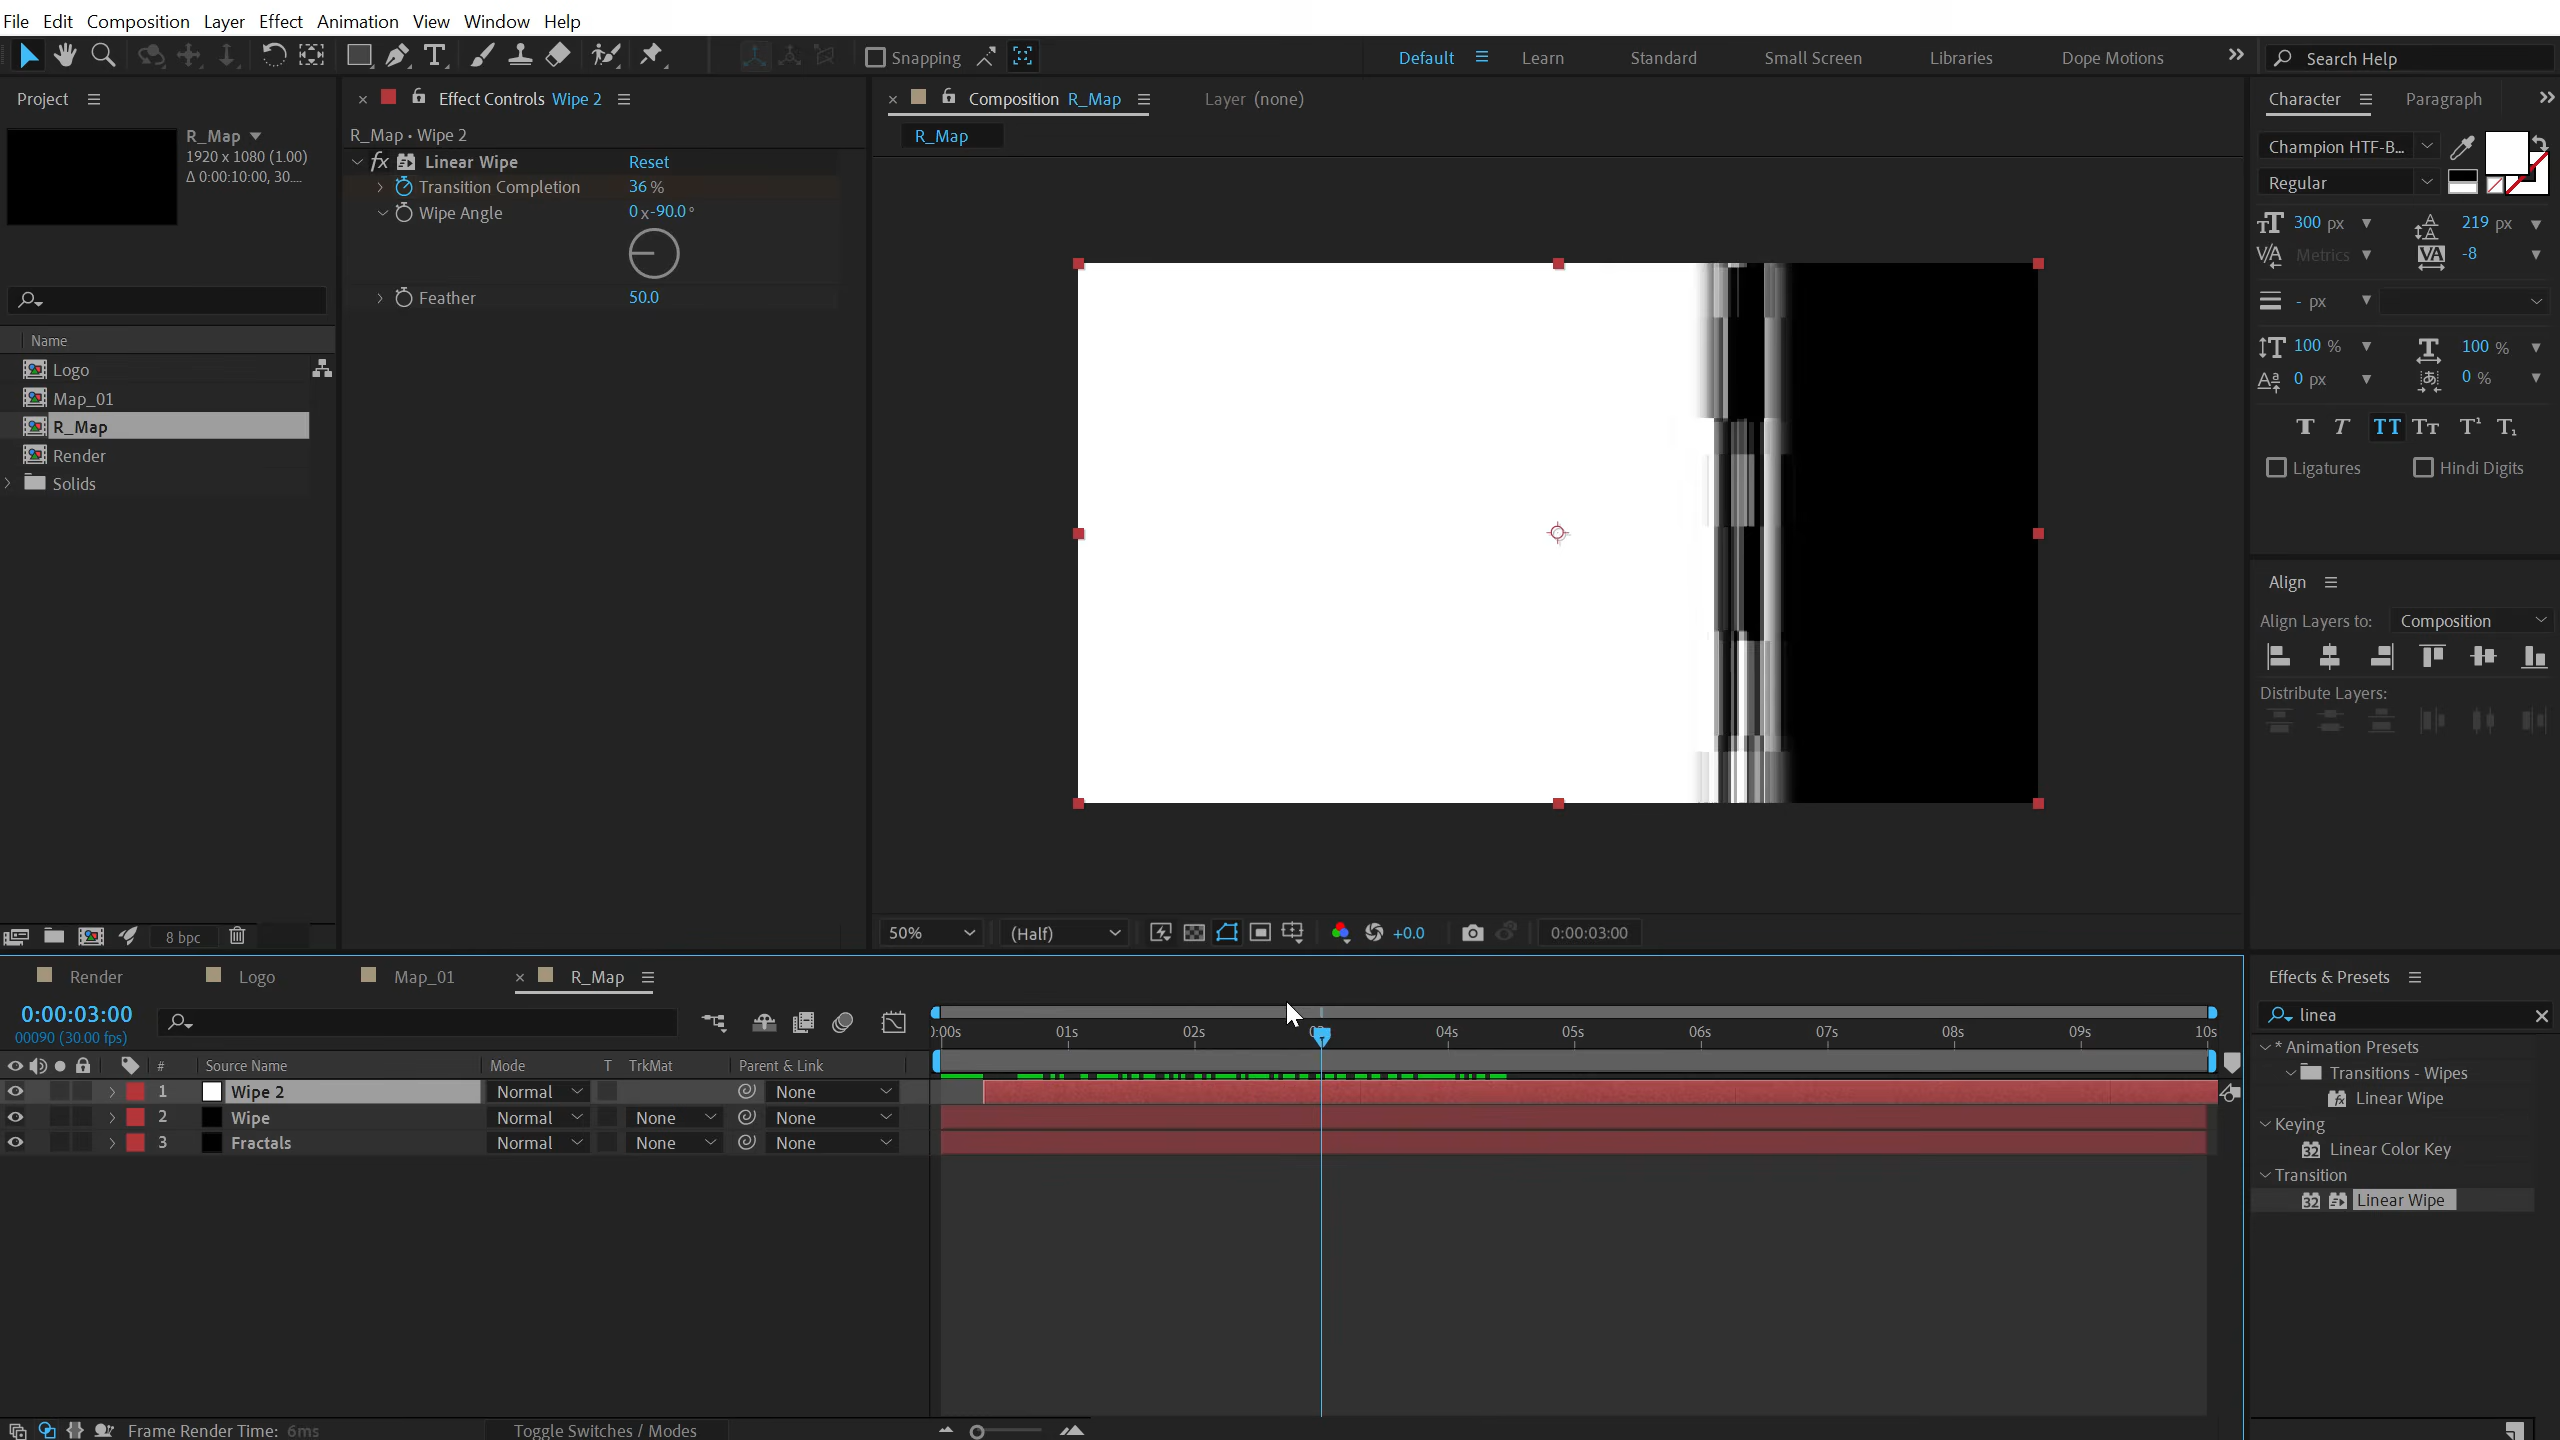 File Edit Composition Layer Effect Animation View Window Help
Snapping Default Learn Standard Small Screen Libraries Dope Motions Search Help
Project
R_Map
1920 x 1080 (1.00)
Δ 0:00:10:00, 30....
Name
Logo
Map_01
R_Map
Render
Solids
8 bpc
Effect Controls Wipe 2
R_Map • Wipe 2
fx Linear Wipe Reset
Transition Completion 36 %
Wipe Angle 0 x-90.0 °
Feather 50.0
Composition R_Map Layer (none)
R_Map
50% (Half) +0.0 0:00:03:00
Character Paragraph
Champion HTF-B...
Regular
300 px 219 px
Metrics -8
- px
100 % 100 %
0 px 0 %
T T TT Tт T¹ T₁
Ligatures Hindi Digits
Align
Align Layers to: Composition
Distribute Layers:
Render Logo Map_01 R_Map
0:00:03:00
00090 (30.00 fps)
):00s 01s 02s 04s 05s 06s 07s 08s 09s 10s
# Source Name Mode T TrkMat Parent & Link
1 Wipe 2 Normal None
2 Wipe Normal None None
3 Fractals Normal None None
Frame Render Time: 6ms Toggle Switches / Modes
Effects & Presets
linea
* Animation Presets
Transitions - Wipes
Linear Wipe
Keying
32 Linear Color Key
Transition
32 Linear Wipe